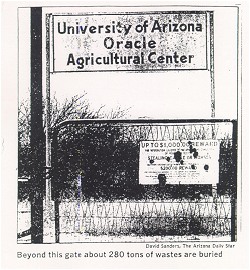 University of Arizona
Oracle
Agricultural Center
UP TO $1,000.00 REWARD
David Sanders, The Arizona Daily Star
Beyond this gate about 280 tons of wastes are buried